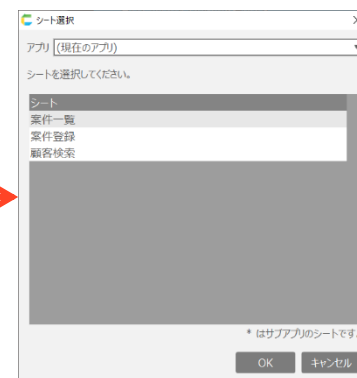 シート選択
アプリ (現在のアプリ)
シートを選択してください。
シート
案件一覧
案件登録
顧客検索
* はサブアプリのシートです。
OK キャンセル